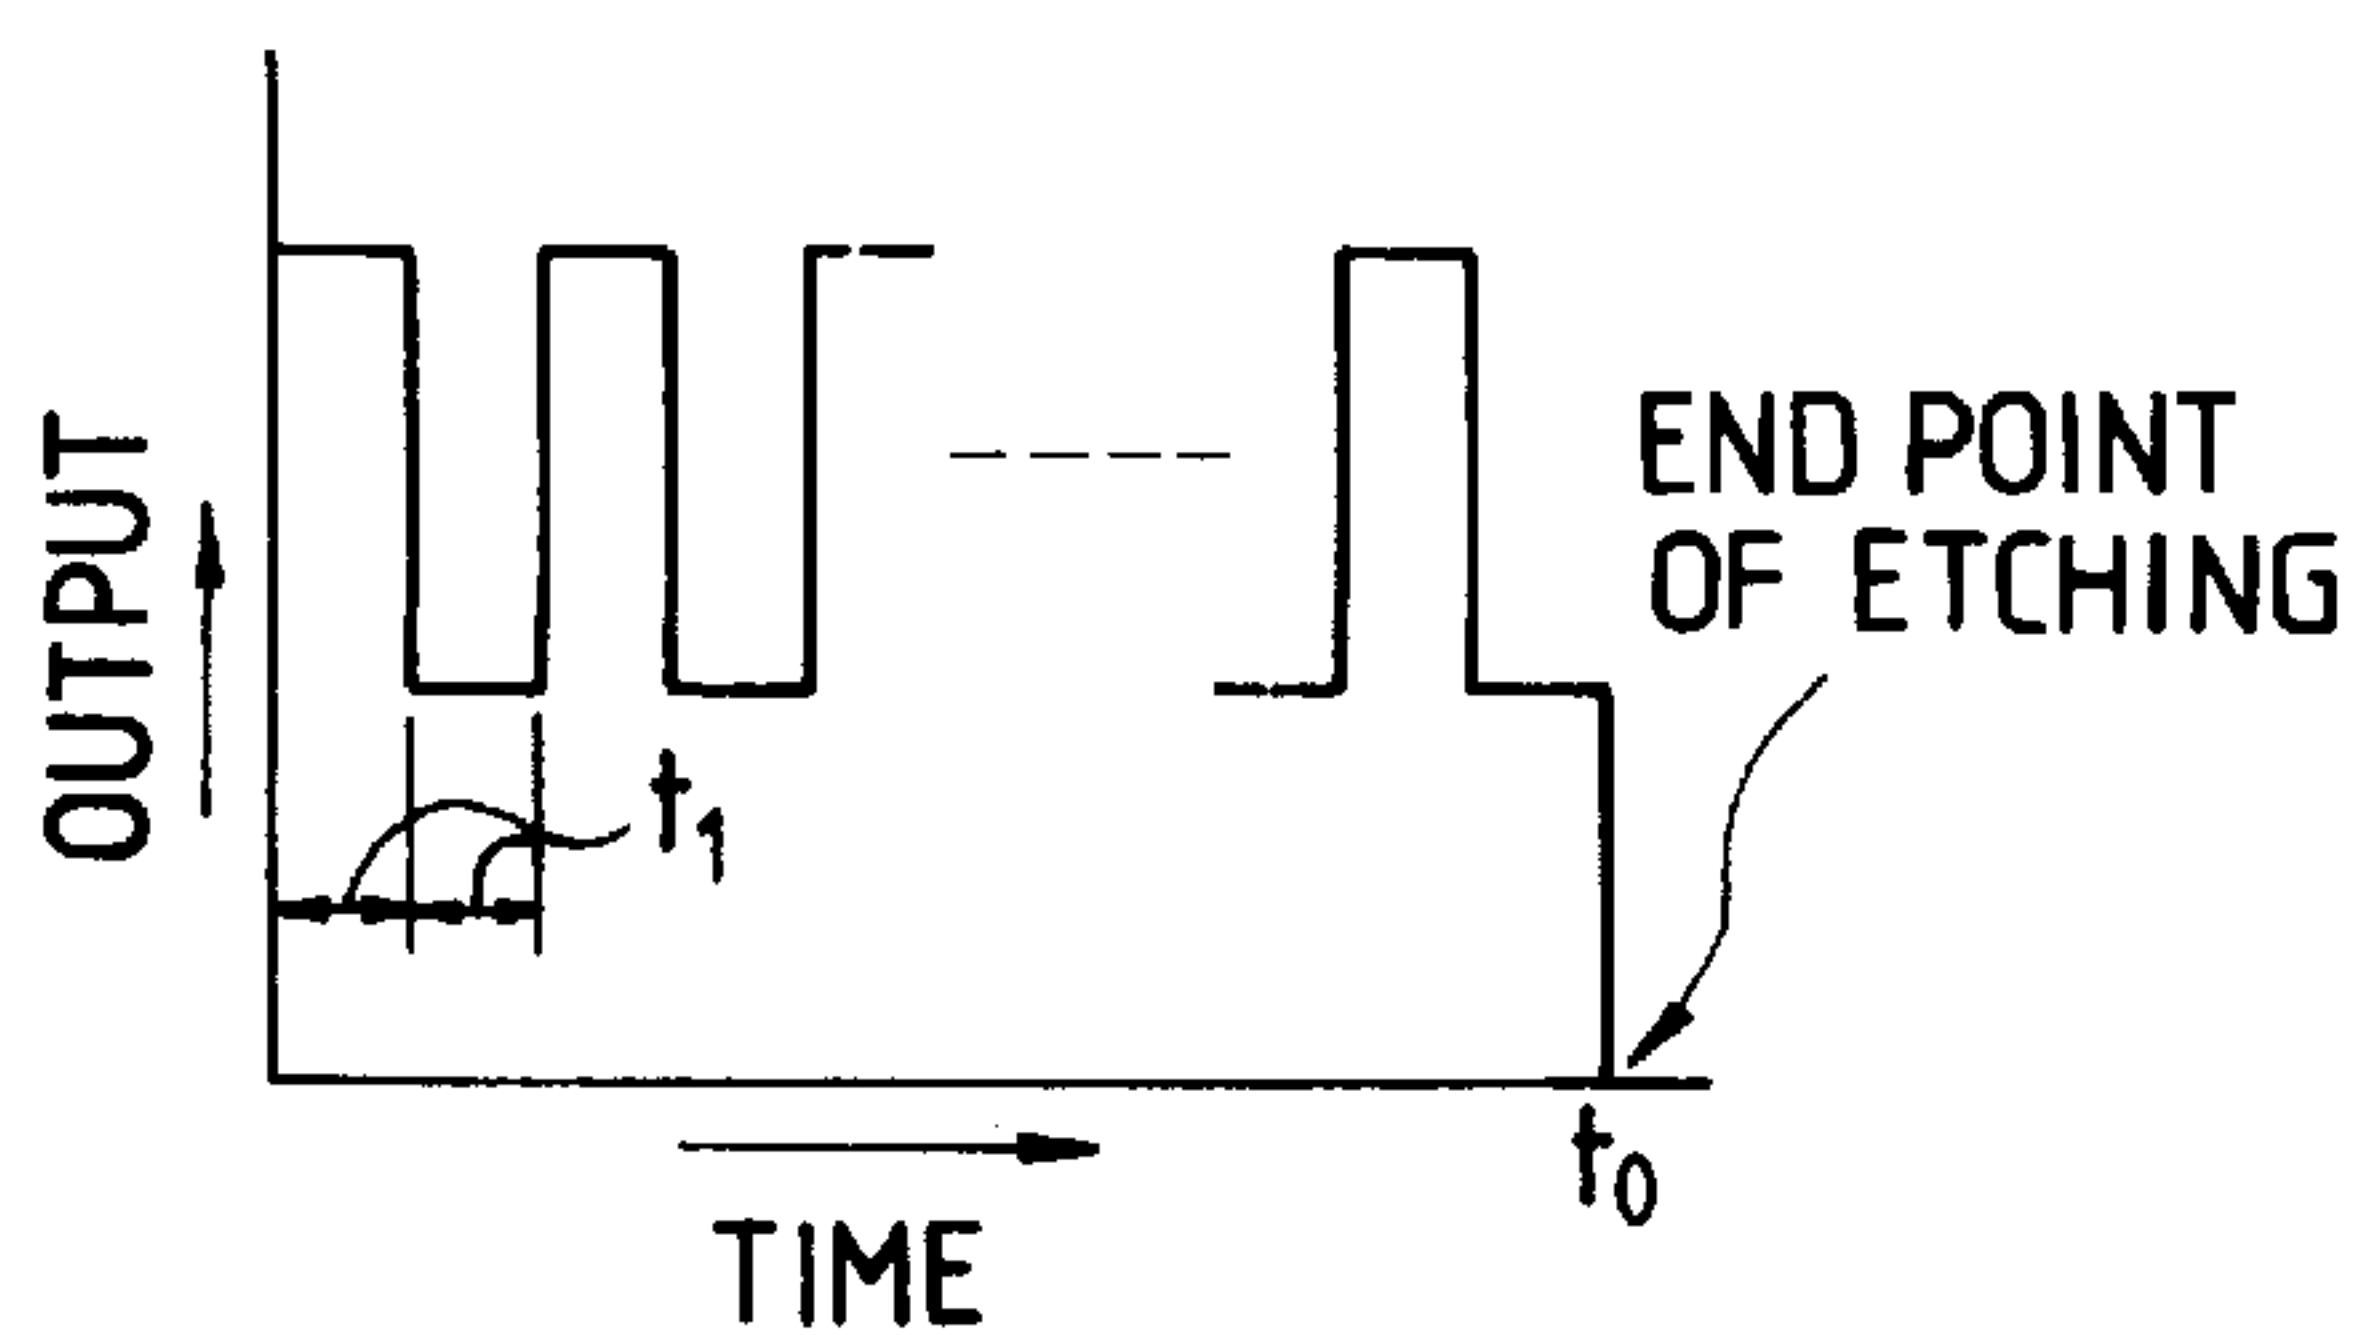 OUTPUT
END POINT
OF ETCHING
t1
t0
TIME